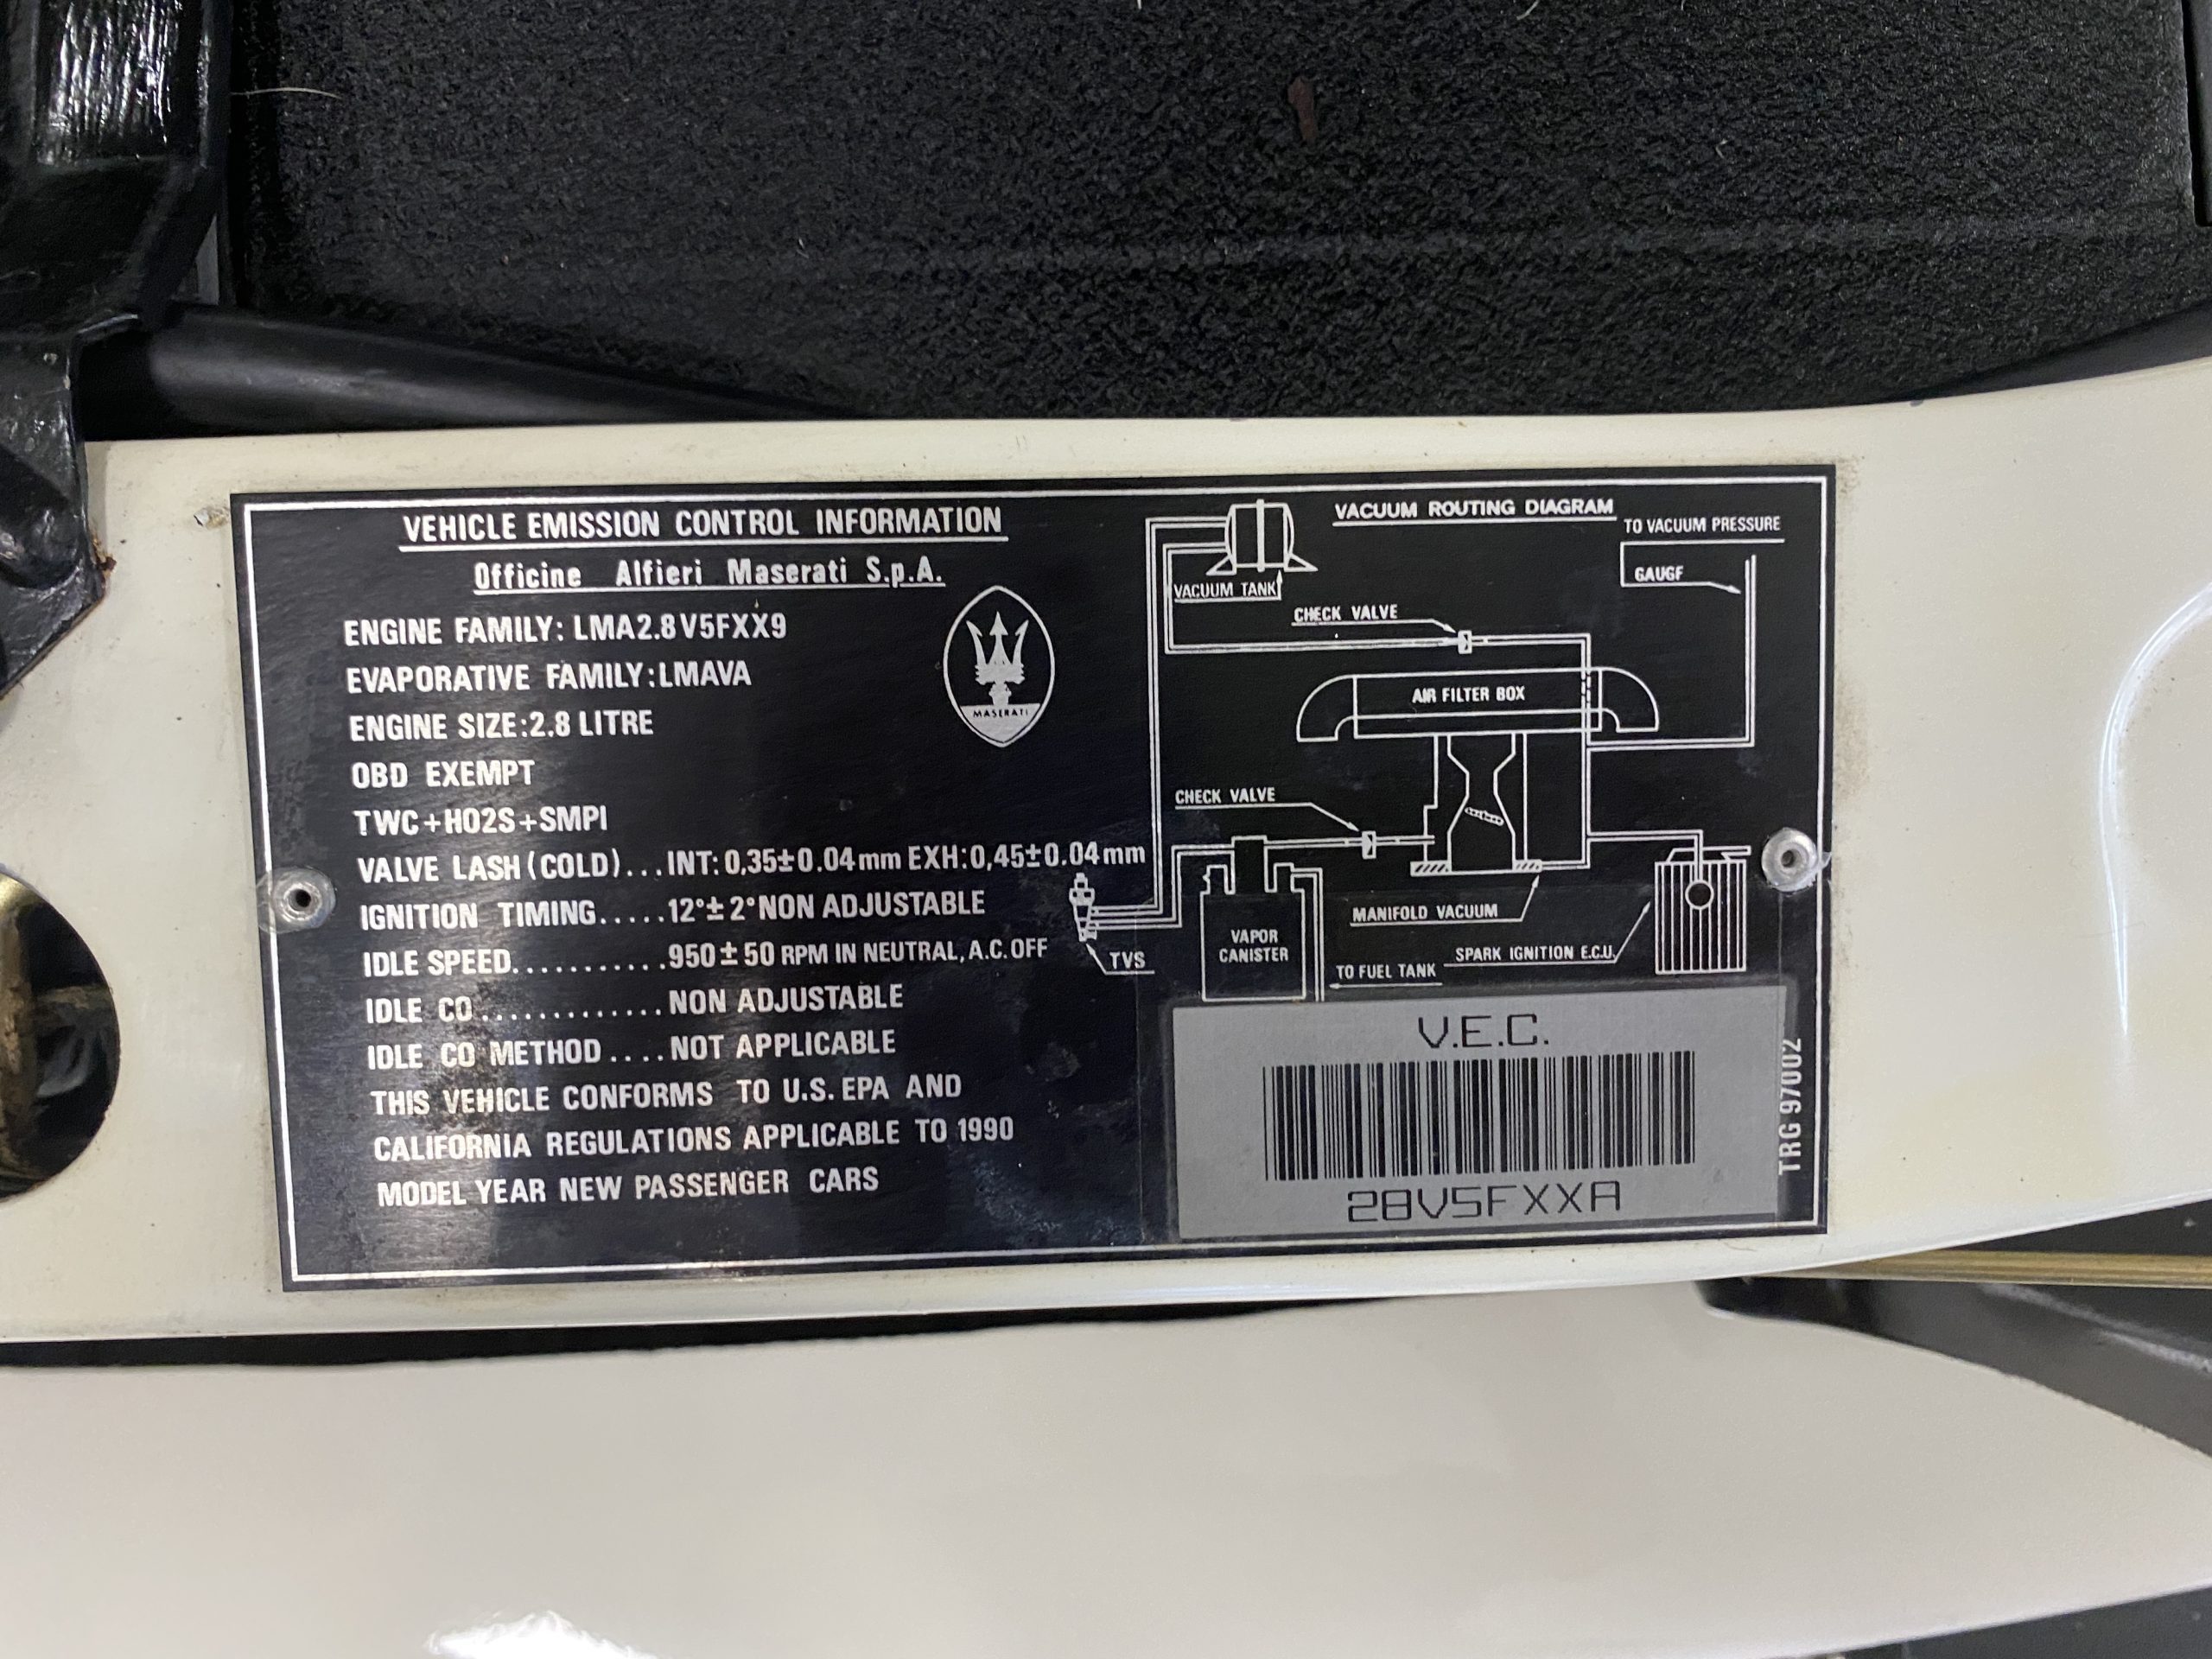 VEHICLE EMISSION CONTROL INFORMATION
Officine Alfieri Maserati S.p.A.
ENGINE FAMILY: LMA2.8V5FXX9
EVAPORATIVE FAMILY:LMAVA
ENGINE SIZE:2.8 LITRE
OBD EXEMPT
TWC+HO2S+SMPI
VALVE LASH (COLD)...INT: 0,35±0.04mm EXH:0,45±0.04mm
IGNITION TIMING.....12°±2° NON ADJUSTABLE
IDLE SPEED...........950±50 RPM IN NEUTRAL, A.C. OFF
IDLE CO.............NON ADJUSTABLE
IDLE CO METHOD....NOT APPLICABLE
THIS VEHICLE CONFORMS TO U.S. EPA AND
CALIFORNIA REGULATIONS APPLICABLE TO 1990
MODEL YEAR NEW PASSENGER CARS
MASERATI
VACUUM ROUTING DIAGRAM
TO VACUUM PRESSURE
GAUGF
VACUUM TANK
CHECK VALVE
AIR FILTER BOX
CHECK VALVE
MANIFOLD VACUUM
VAPOR
CANISTER
SPARK IGNITION E.C.U.
TVS
TO FUEL TANK
V.E.C.
28V5FXXA
TRG 97002